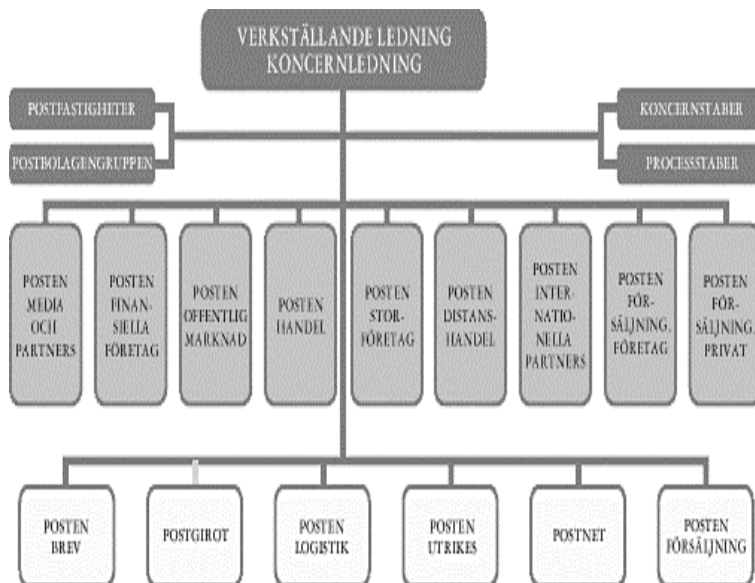 VERKSTÄLLANDE LEDNING
KONCERNLEDNING
POSTFASTIGHETER
KONCERNSTABER
POSTBOLAGENGRUPPEN
PROCESSSTABER
POSTEN
MEDIA
OCH
PARTNERS
POSTEN
FINAN-
SIELLA
FÖRETAG
POSTEN
OFFENTLIG
MARKNAD
POSTEN
HANDEL
POSTEN
STOR-
FÖRETAG
POSTEN
DISTANS-
HANDEL
POSTEN
INTER-
NATIO-
NELLA
PARTNERS
POSTEN
FÖR-
SÄLJNING,
FÖRETAG
POSTEN
FÖR-
SÄLJNING,
PRIVAT
POSTEN
BREV
POSTGIROT
POSTEN
LOGISTIK
POSTEN
UTRIKES
POSTNET
POSTEN
FÖRSÄLJNING